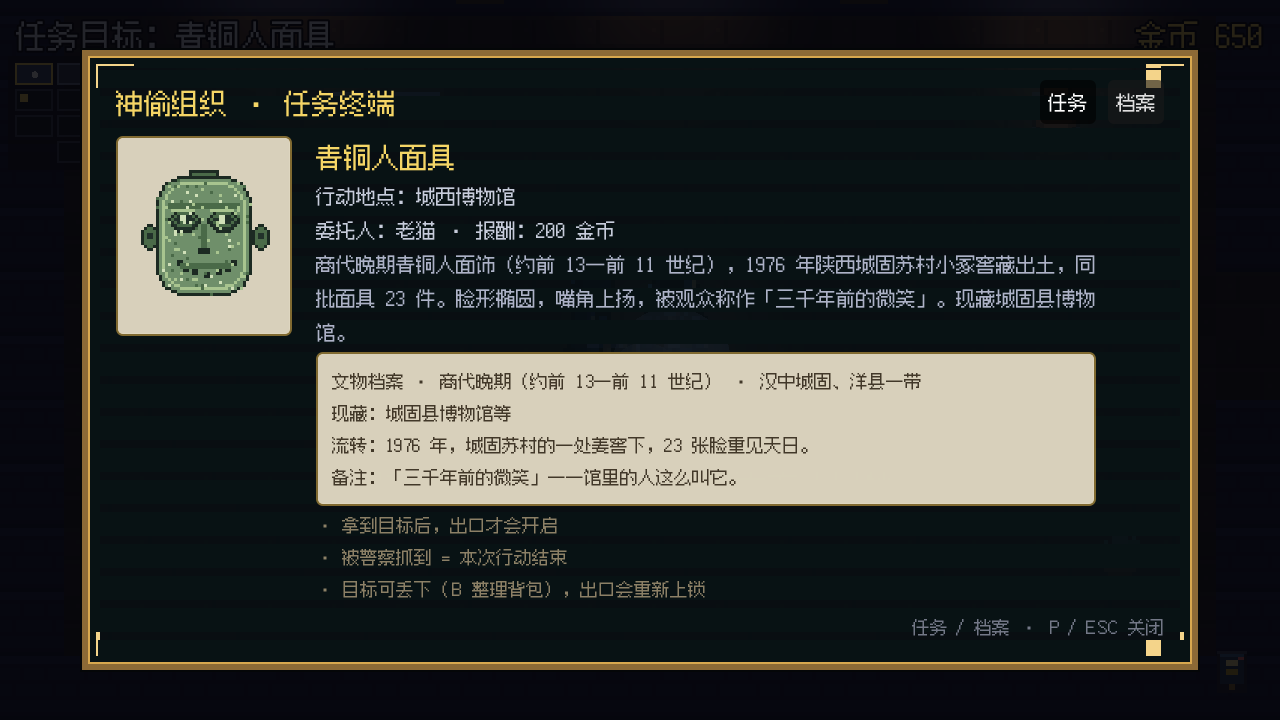 任务目标: 青铜人面具
金币 650
神偷组织 · 任务终端
任务
档案
青铜人面具
行动地点: 城西博物馆
委托人: 老猫 · 报酬: 200 金币
商代晚期青铜人面饰（约前 13—前 11 世纪）, 1976 年陕西城固苏村小冢窖藏出土, 同
批面具 23 件。脸形椭圆, 嘴角上扬, 被观众称作「三千年前的微笑」。现藏城固县博物
馆。
文物档案 · 商代晚期（约前 13—前 11 世纪） · 汉中城固、洋县一带
现藏: 城固县博物馆等
流转: 1976 年, 城固苏村的一处姜窖下, 23 张脸重见天日。
备注: 「三千年前的微笑」——馆里的人这么叫它。
· 拿到目标后, 出口才会开启
· 被警察抓到 = 本次行动结束
· 目标可丢下（B 整理背包）, 出口会重新上锁
任务 / 档案 · P / ESC 关闭